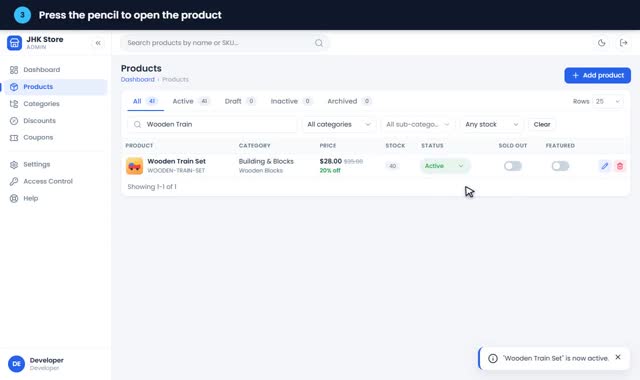 3 Press the pencil to open the product
JHK Store
ADMIN
Search products by name or SKU...
Dashboard
Products
Categories
Discounts
Coupons
Settings
Access Control
Help
Developer
Developer
DE
Products
Dashboard › Products
Add product
All 41 Active 41 Draft 0 Inactive 0 Archived 0
Rows 25
Wooden Train
All categories
All sub-catego...
Any stock
Clear
PRODUCT CATEGORY PRICE STOCK STATUS SOLD OUT FEATURED
Wooden Train Set Building & Blocks $28.00 $35.00 40 Active
WOODEN-TRAIN-SET Wooden Blocks 20% off
Showing 1-1 of 1
"Wooden Train Set" is now active.